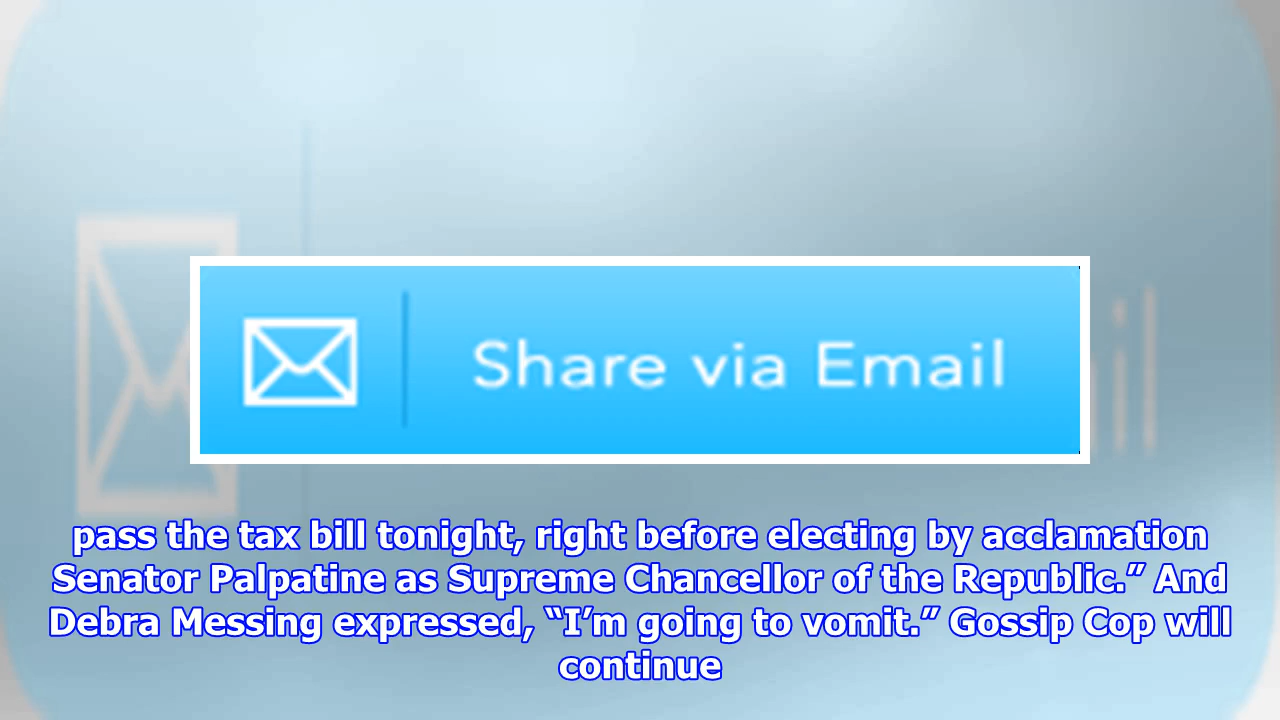 Share via Email
pass the tax bill tonight, right before electing by acclamation
Senator Palpatine as Supreme Chancellor of the Republic.” And
Debra Messing expressed, “I’m going to vomit.” Gossip Cop will
continue